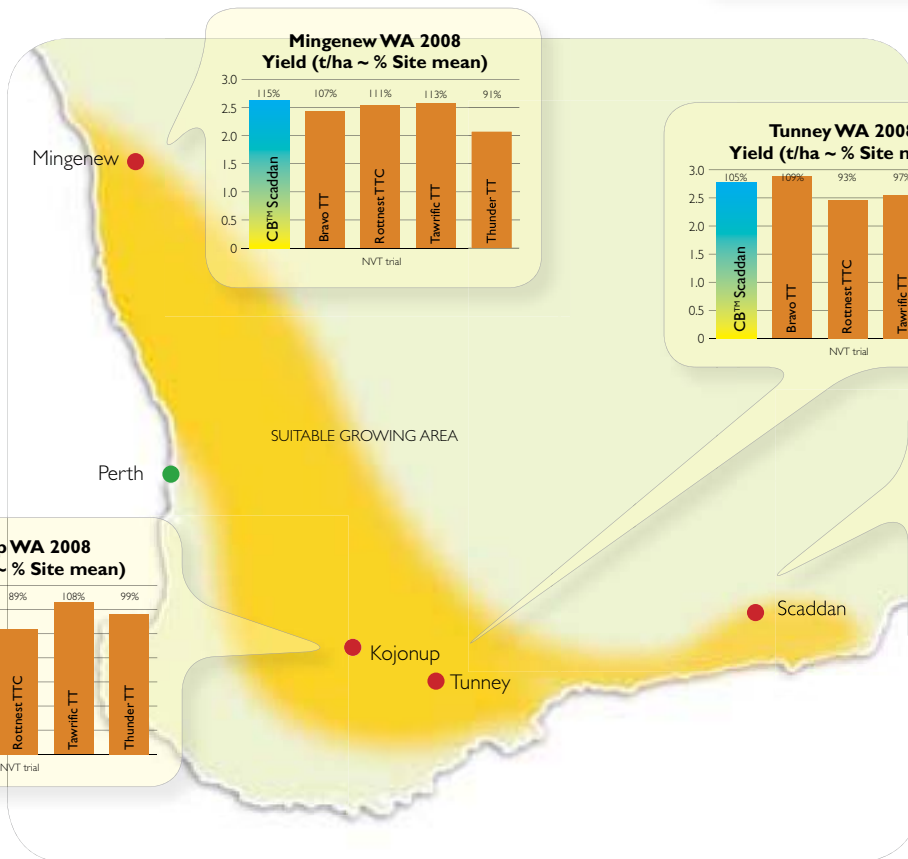 Mingenew WA 2008
Yield (t/ha ~ % Site mean)
3.0
2.5
2.0
1.5
1.0
0.5
0
115%
107%
111%
113%
91%
CB™ Scaddan
Bravo TT
Rottnest TTC
Tawrific TT
Thunder TT
NVT trial
Tunney WA 2008
Yield (t/ha ~ % Site m
3.0
2.5
2.0
1.5
1.0
0.5
0
105%
109%
93%
97%
CB™ Scaddan
Bravo TT
Rottnest TTC
Tawrific TT
NVT trial
Mingenew
SUITABLE GROWING AREA
Perth
p WA 2008
~ % Site mean)
89%
108%
99%
Rottnest TTC
Tawrific TT
Thunder TT
NVT trial
Scaddan
Kojonup
Tunney